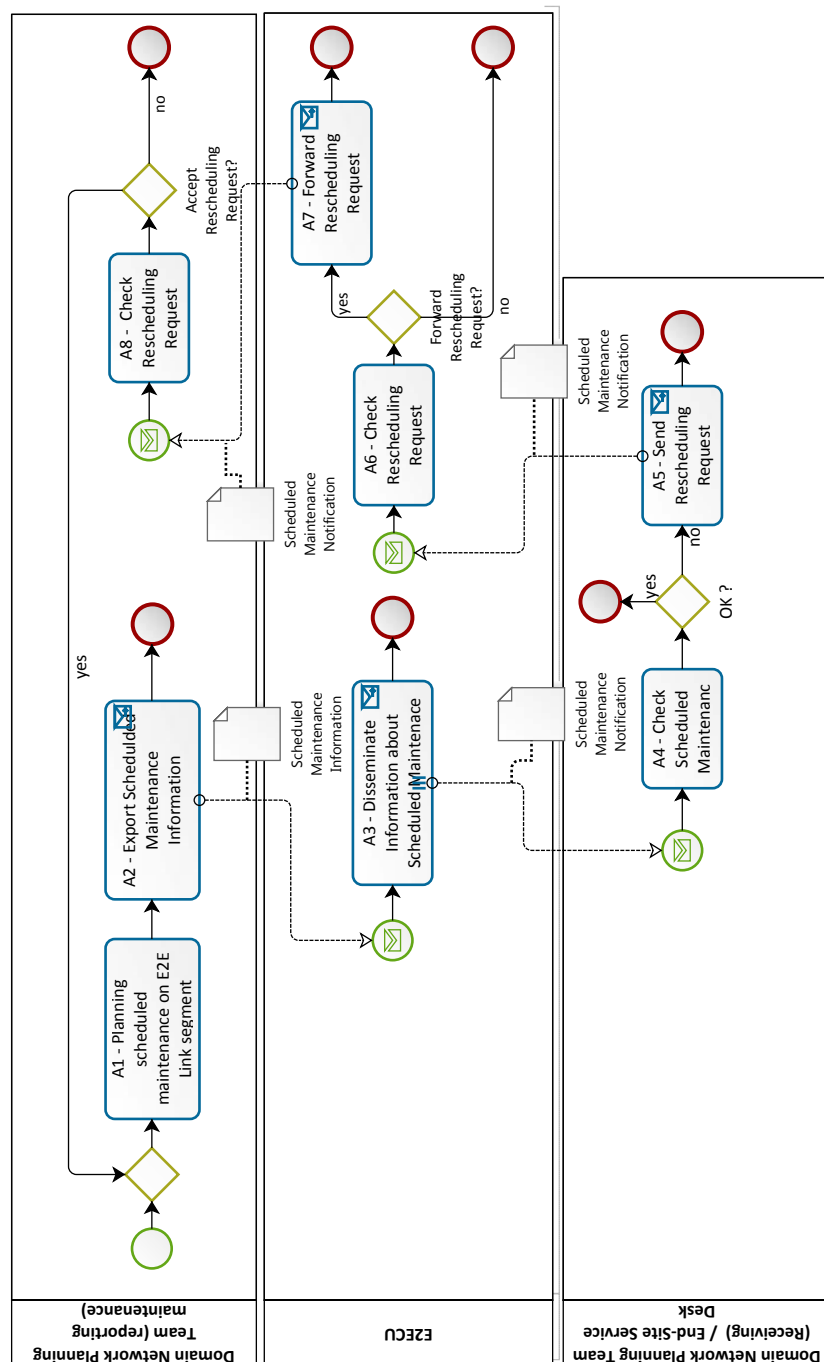 Domain Network Planning
Team (reporting
maintenance)
A1 - Planning
scheduled
maintenance on E2E
Link segment
A2 - Export Schedulded
Maintenance
Information
yes
A8 - Check
Rescheduling
Request
Accept
Rescheduling
Request?
no
Scheduled
Maintenance
Information
Scheduled
Maintenance
Notification
E2ECU
A3 - Disseminate
Information about
Scheduled Maintenace
A6 - Check
Rescheduling
Request
Forward
Rescheduling
Request?
yes
no
A7 - Forward
Rescheduling
Request
Scheduled
Maintenance
Notification
Scheduled
Maintenance
Notification
Domain Network Planning Team
(Receiving) / End-Site Service
Desk
A4 - Check
Scheduled
Maintenanc
OK ?
yes
no
A5 - Send
Rescheduling
Request